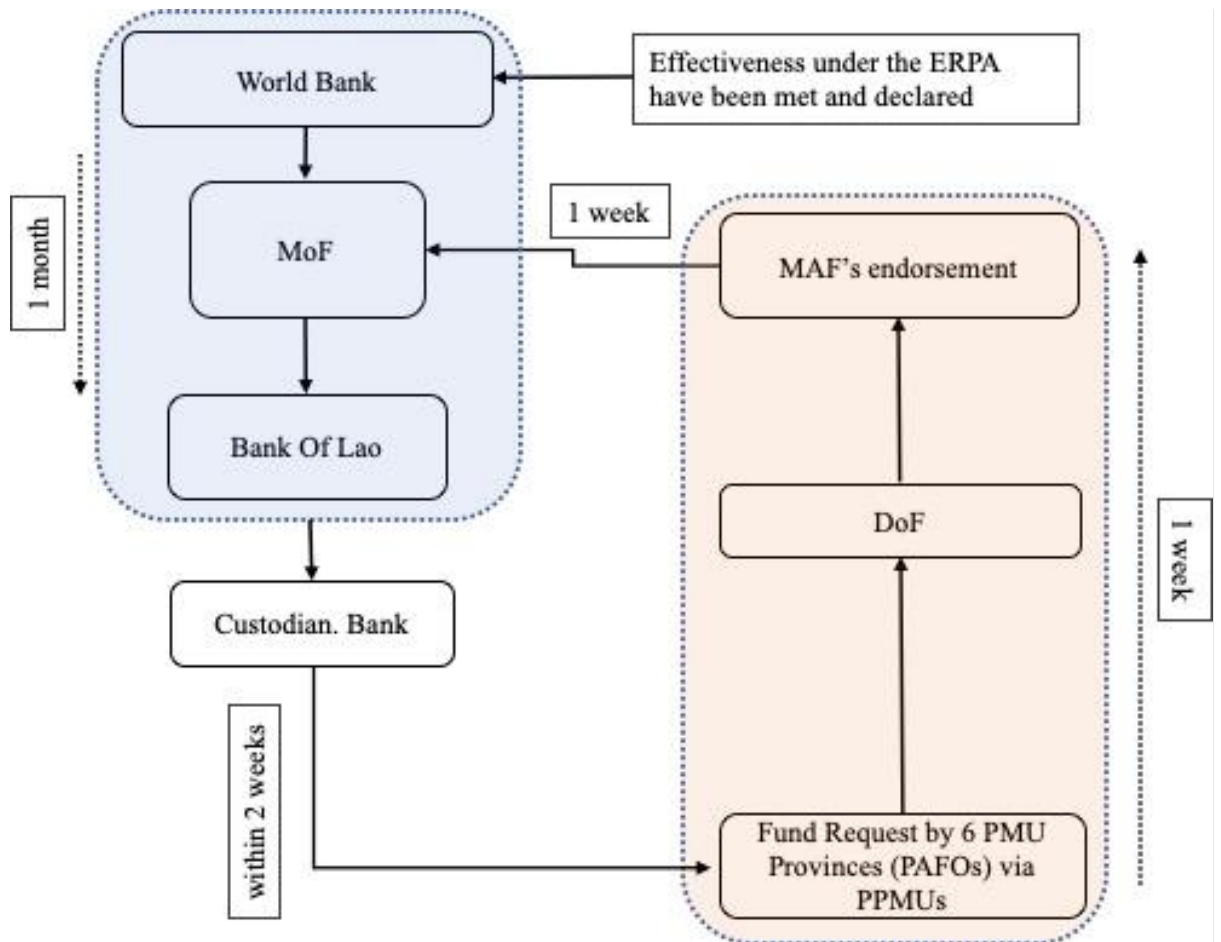 World Bank
Effectiveness under the ERPA
have been met and declared
1 month
MoF
1 week
MAF's endorsement
Bank Of Lao
DoF
1 week
Custodian. Bank
within 2 weeks
Fund Request by 6 PMU
Provinces (PAFOs) via
PPMUs